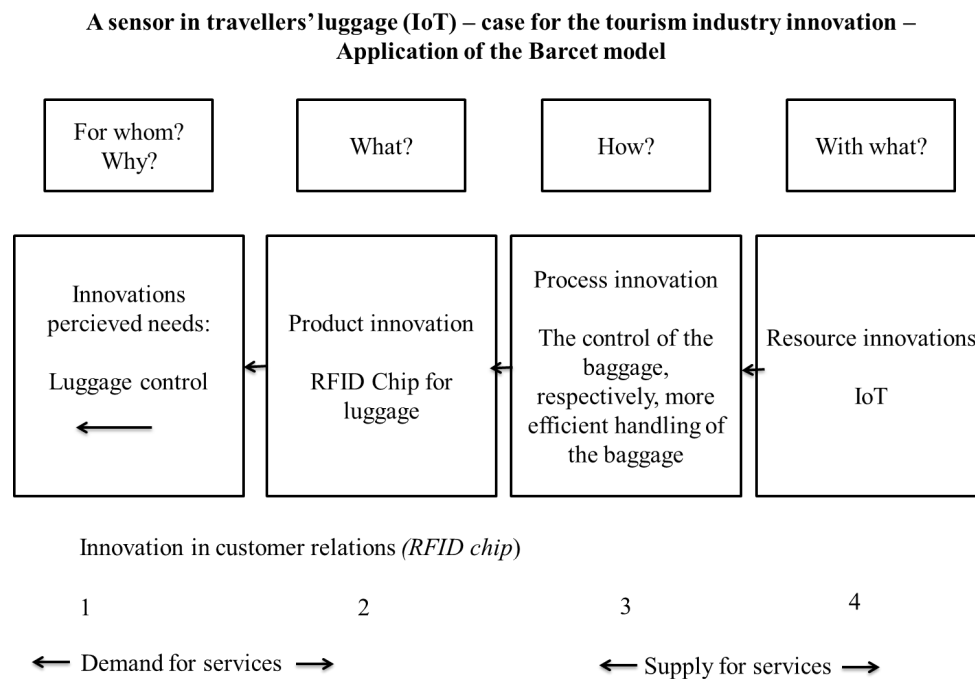 A sensor in travellers’ luggage (IoT) – case for the tourism industry innovation –
Application of the Barcet model
For whom?
Why?
What?
How?
With what?
Innovations
percieved needs:
Luggage control
Product innovation
RFID Chip for
luggage
Process innovation
The control of the
baggage,
respectively, more
efficient handling of
the baggage
Resource innovations
IoT
Innovation in customer relations (RFID chip)
1
2
3
4
Demand for services
Supply for services